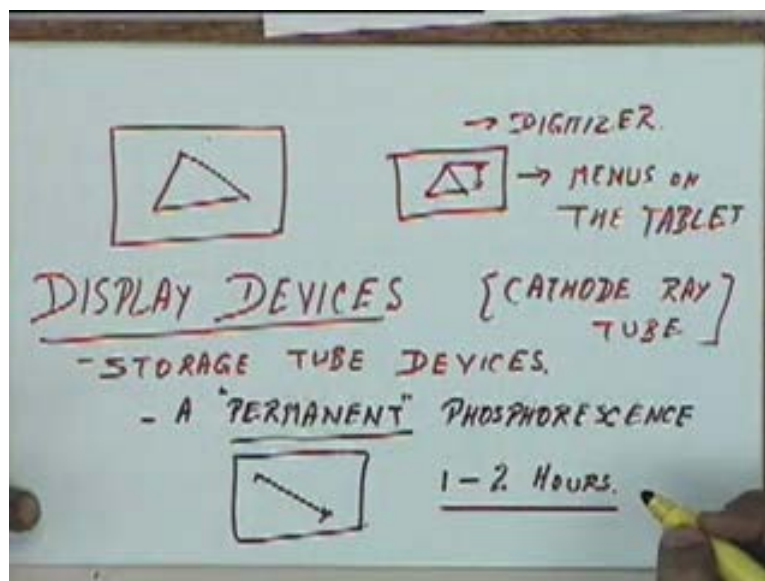 → DIGITIZER.
→ MENUS ON
THE TABLET
DISPLAY DEVICES [CATHODE RAY
TUBE]
- STORAGE TUBE DEVICES.
- A "PERMANENT" PHOSPHORESCENCE
1 - 2 HOURS.